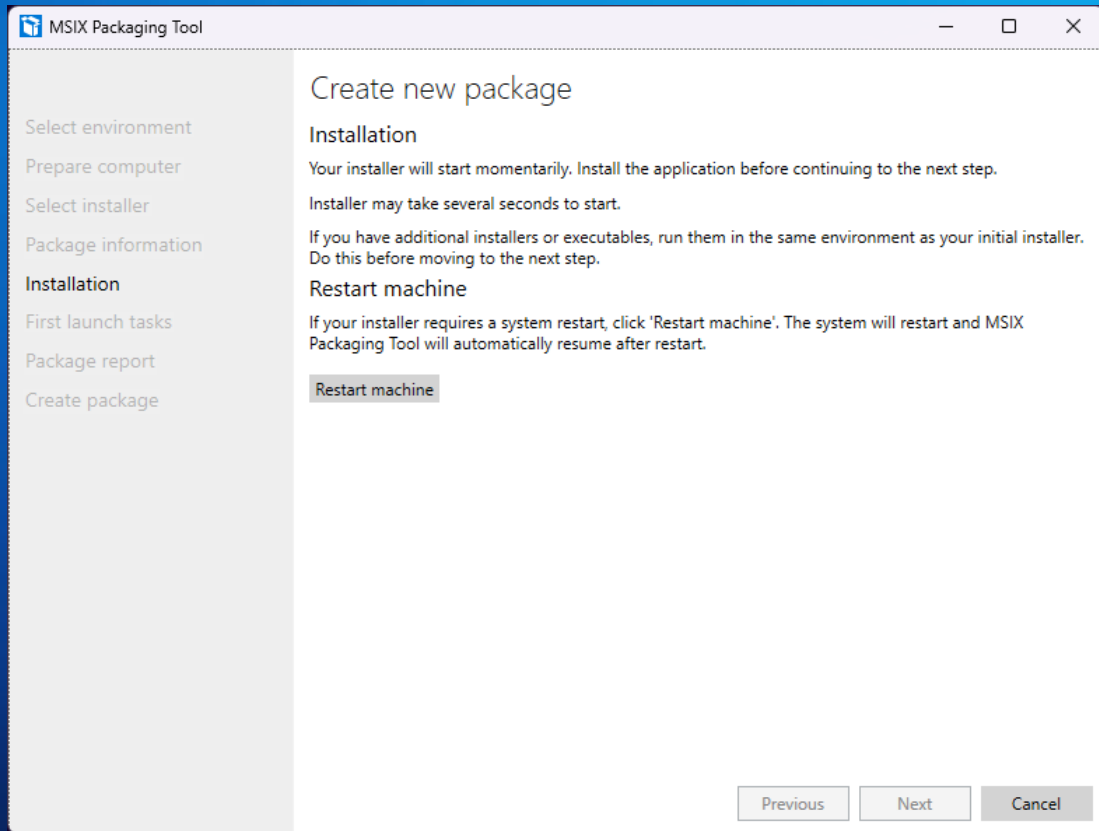 MSIX Packaging Tool
Select environment
Prepare computer
Select installer
Package information
Installation
First launch tasks
Package report
Create package
Create new package
Installation
Your installer will start momentarily. Install the application before continuing to the next step.
Installer may take several seconds to start.
If you have additional installers or executables, run them in the same environment as your initial installer.
Do this before moving to the next step.
Restart machine
If your installer requires a system restart, click 'Restart machine'. The system will restart and MSIX
Packaging Tool will automatically resume after restart.
Restart machine
Previous
Next
Cancel